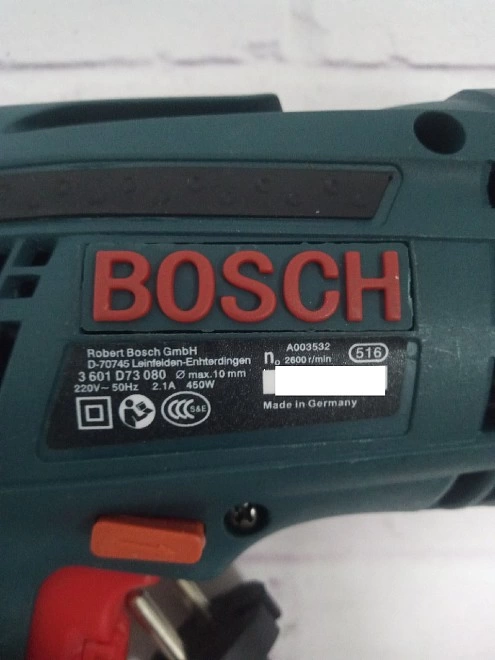 BOSCH
Robert Bosch GmbH
D-70745 Leinfelden-Enhterdingen
3 601 D73 080 Ø max.10 mm
220V~ 50Hz 2.1A 450W
CCC S&E
A003532
n₀ 2600 r/min 516
Made in Germany